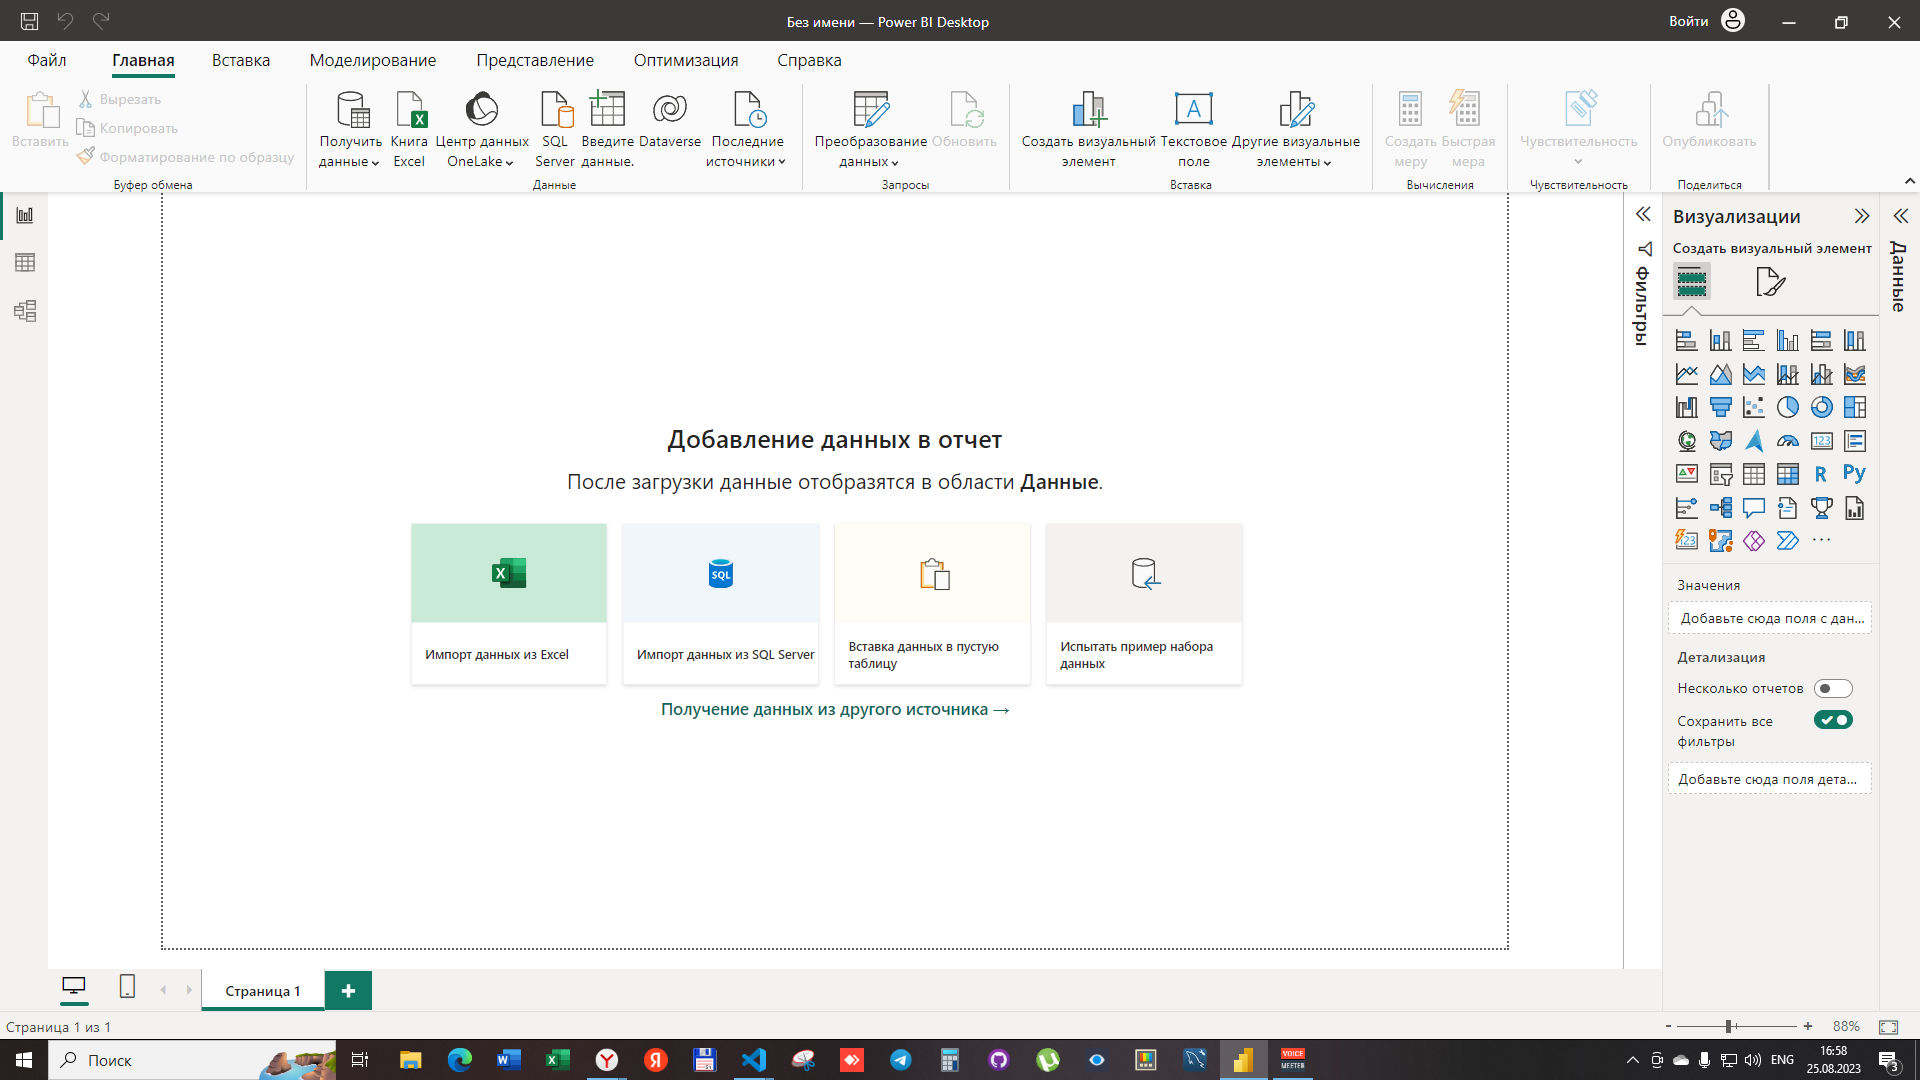 Без имени — Power BI Desktop
Войти
Файл
Главная
Вставка
Моделирование
Представление
Оптимизация
Справка
Вставить
Вырезать
Копировать
Форматирование по образцу
Буфер обмена
Получить
данные
Книга
Excel
Центр данных
OneLake
SQL
Server
Введите
данные.
Dataverse
Последние
источники
Данные
Преобразование
данных
Обновить
Запросы
Создать визуальный
элемент
Текстовое
поле
Другие визуальные
элементы
Вставка
Создать
меру
Быстрая
мера
Вычисления
Чувствительность
Чувствительность
Опубликовать
Поделиться
Добавление данных в отчет
После загрузки данные отобразятся в области Данные.
SQL
Импорт данных из Excel
Импорт данных из SQL Server
Вставка данных в пустую
таблицу
Испытать пример набора
данных
Получение данных из другого источника →
Фильтры
Визуализации
Создать визуальный элемент
123
R
Py
123
Значения
Добавьте сюда поля с дан...
Детализация
Несколько отчетов
Сохранить все
фильтры
Добавьте сюда поля дета...
Данные
Страница 1
Страница 1 из 1
- + 88%
Поиск
VOICE
MEETER
ENG
16:58
25.08.2023
3